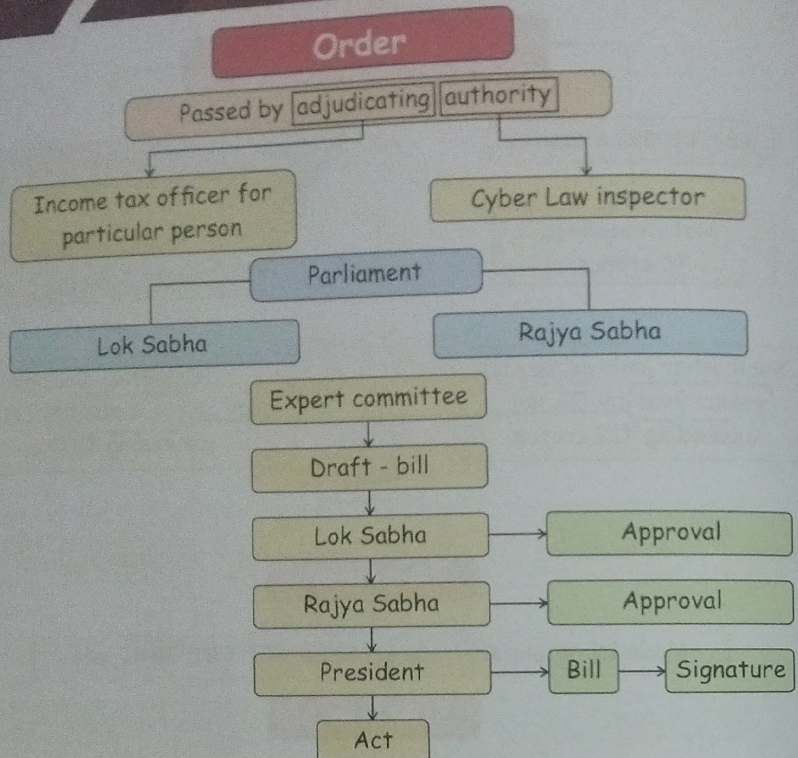 Order
Passed by adjudicating authority
Income tax officer for
particular person
Cyber Law inspector
Parliament
Lok Sabha
Rajya Sabha
Expert committee
Draft - bill
Lok Sabha
Approval
Rajya Sabha
Approval
President
Bill
Signature
Act